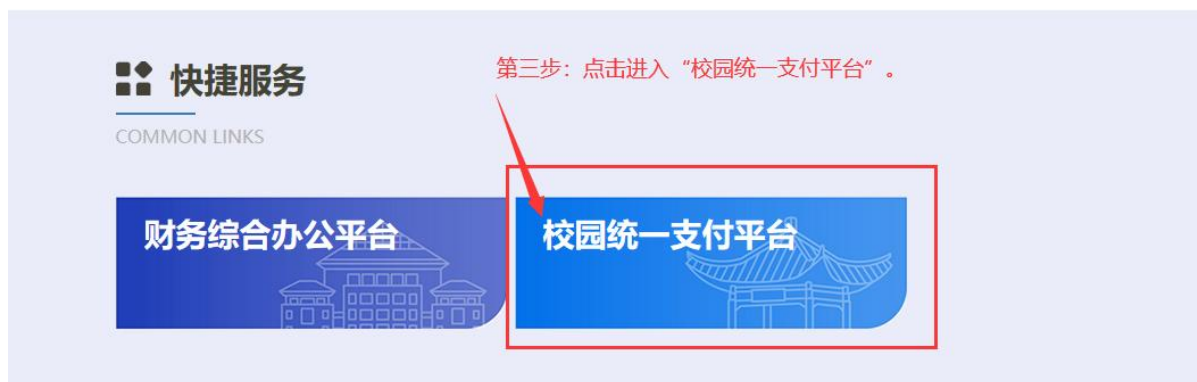 快捷服务
第三步：点击进入“校园统一支付平台”。
COMMON LINKS
财务综合办公平台
校园统一支付平台